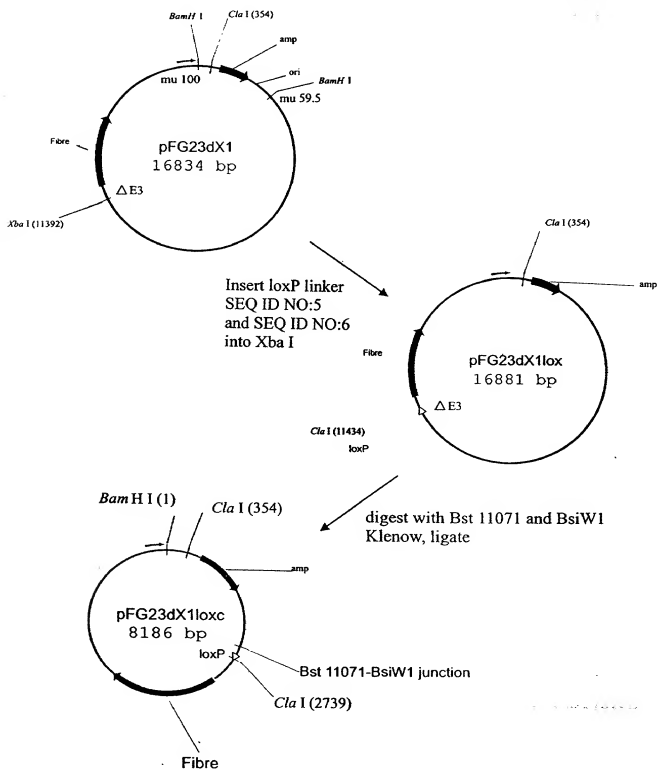 BamH I
Cla I (354)
amp
ori
BamH I
mu 100
mu 59.5
pFG23dX1
16834 bp
Fibre
△ E3
Xba I (11392)
Cla I (354)
amp
Insert loxP linker
SEQ ID NO:5
and SEQ ID NO:6
into Xba I
Fibre
pFG23dX1lox
16881 bp
△ E3
Cla I (11434)
loxP
Bam H I (1)
Cla I (354)
digest with Bst 11071 and BsiW1
Klenow, ligate
amp
pFG23dX1loxc
8186 bp
loxP
Bst 11071-BsiW1 junction
Cla I (2739)
Fibre